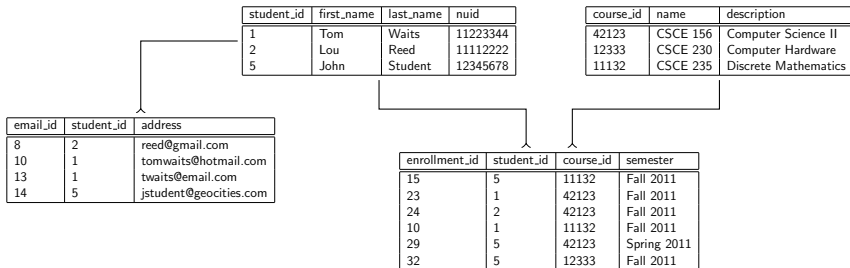 student_id first_name last_name nuid
1 Tom Waits 11223344
2 Lou Reed 11112222
5 John Student 12345678
course_id name description
42123 CSCE 156 Computer Science II
12333 CSCE 230 Computer Hardware
11132 CSCE 235 Discrete Mathematics
email_id student_id address
8 2 reed@gmail.com
10 1 tomwaits@hotmail.com
13 1 twaits@email.com
14 5 jstudent@geocities.com
enrollment_id student_id course_id semester
15 5 11132 Fall 2011
23 1 42123 Fall 2011
24 2 42123 Fall 2011
10 1 11132 Fall 2011
29 5 42123 Spring 2011
32 5 12333 Fall 2011